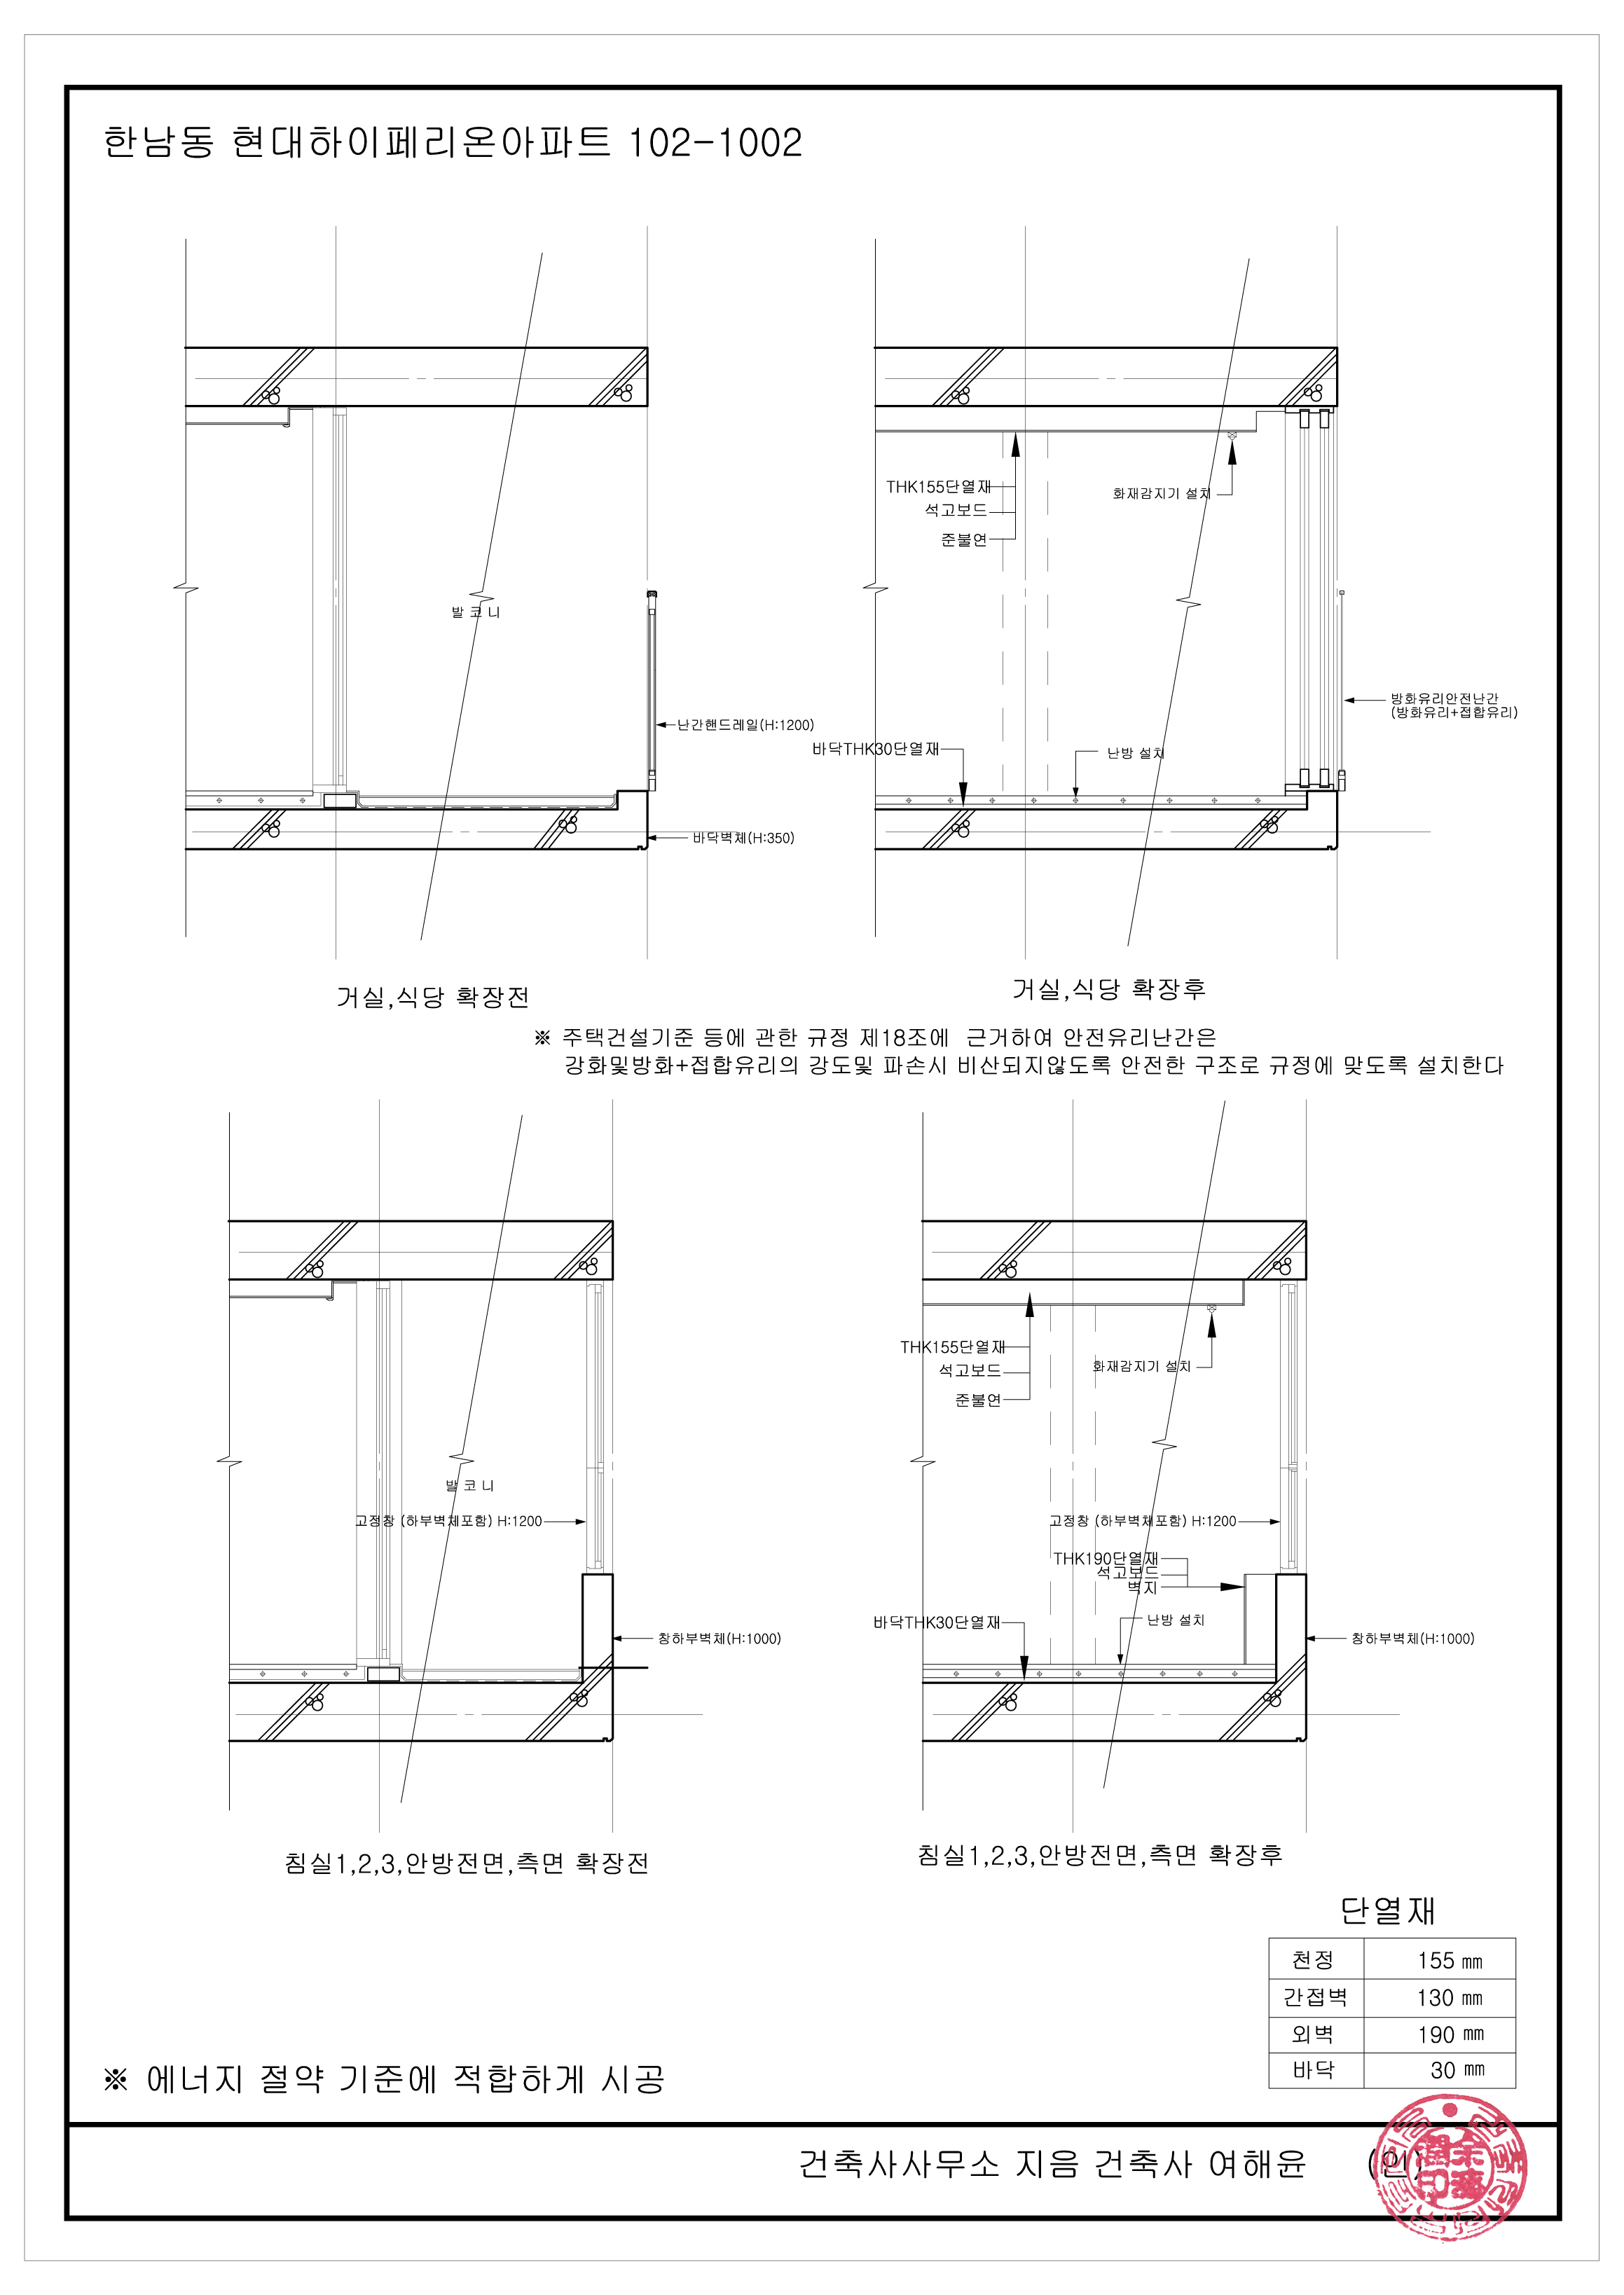 한남동 현대하이페리온아파트 102-1002
THK155단열재
석고보드
준불연
화재감지기 설치
발 코 니
난간핸드레일(H:1200)
방화유리안전난간
(방화유리+접합유리)
바닥THK30단열재
난방 설치
바닥벽체(H:350)
거실,식당 확장전
거실,식당 확장후
※ 주택건설기준 등에 관한 규정 제18조에 근거하여 안전유리난간은
강화및방화+접합유리의 강도및 파손시 비산되지않도록 안전한 구조로 규정에 맞도록 설치한다
THK155단열재
석고보드
준불연
화재감지기 설치
발 코 니
고정창 (하부벽체포함) H:1200
고정창 (하부벽체포함) H:1200
THK190단열재
석고보드
벽지
바닥THK30단열재
난방 설치
창하부벽체(H:1000)
창하부벽체(H:1000)
침실1,2,3,안방전면,측면 확장전
침실1,2,3,안방전면,측면 확장후
단열재
천정 155 ㎜
간접벽 130 ㎜
외벽 190 ㎜
바닥 30 ㎜
※ 에너지 절약 기준에 적합하게 시공
건축사사무소 지음 건축사 여해윤 (인)